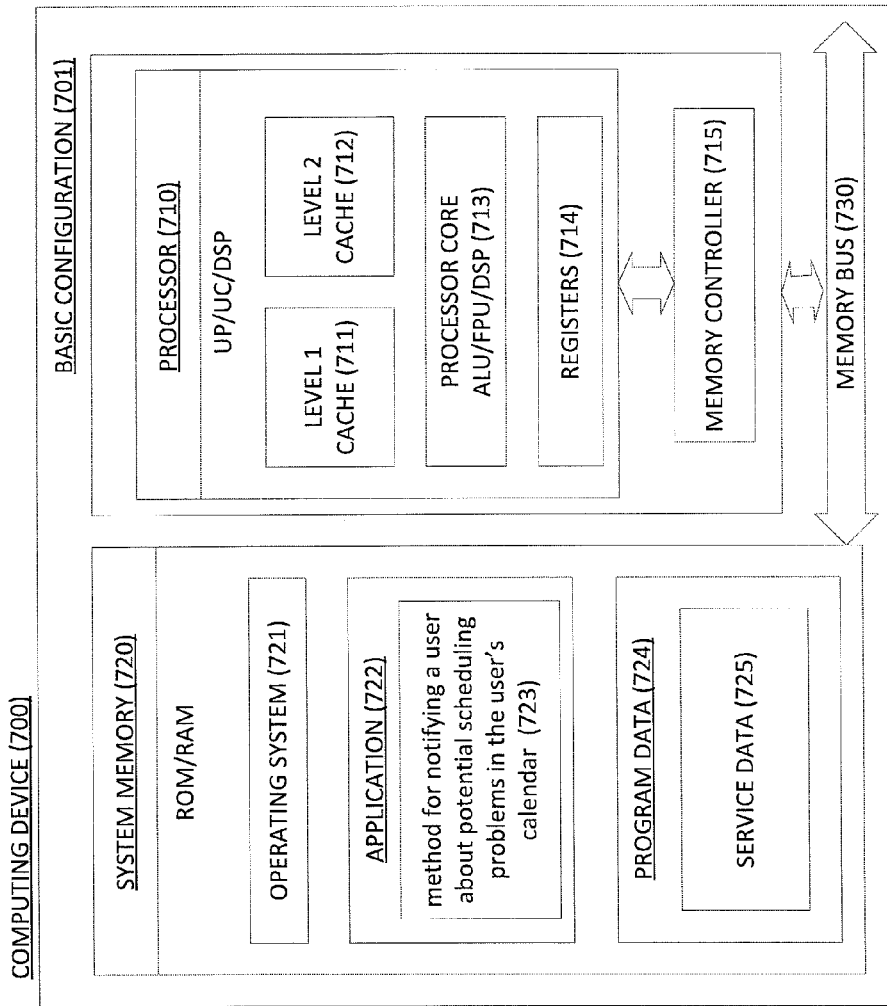 COMPUTING DEVICE (700)
SYSTEM MEMORY (720)
ROM/RAM
OPERATING SYSTEM (721)
APPLICATION (722)
method for notifying a user
about potential scheduling
problems in the user's
calendar (723)
PROGRAM DATA (724)
SERVICE DATA (725)
BASIC CONFIGURATION (701)
PROCESSOR (710)
UP/UC/DSP
LEVEL 1
CACHE (711)
LEVEL 2
CACHE (712)
PROCESSOR CORE
ALU/FPU/DSP (713)
REGISTERS (714)
MEMORY CONTROLLER (715)
MEMORY BUS (730)